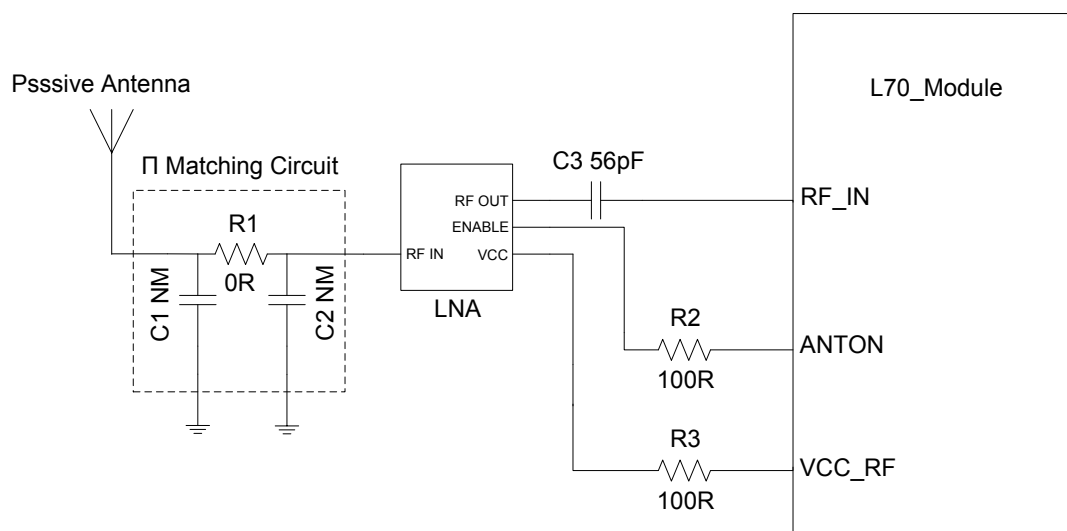 Psssive Antenna
L70_Module
Π Matching Circuit
C3 56pF
RF OUT
RF_IN
R1
ENABLE
RF IN
VCC
0R
C1 NM
C2 NM
LNA
R2
ANTON
100R
R3
VCC_RF
100R